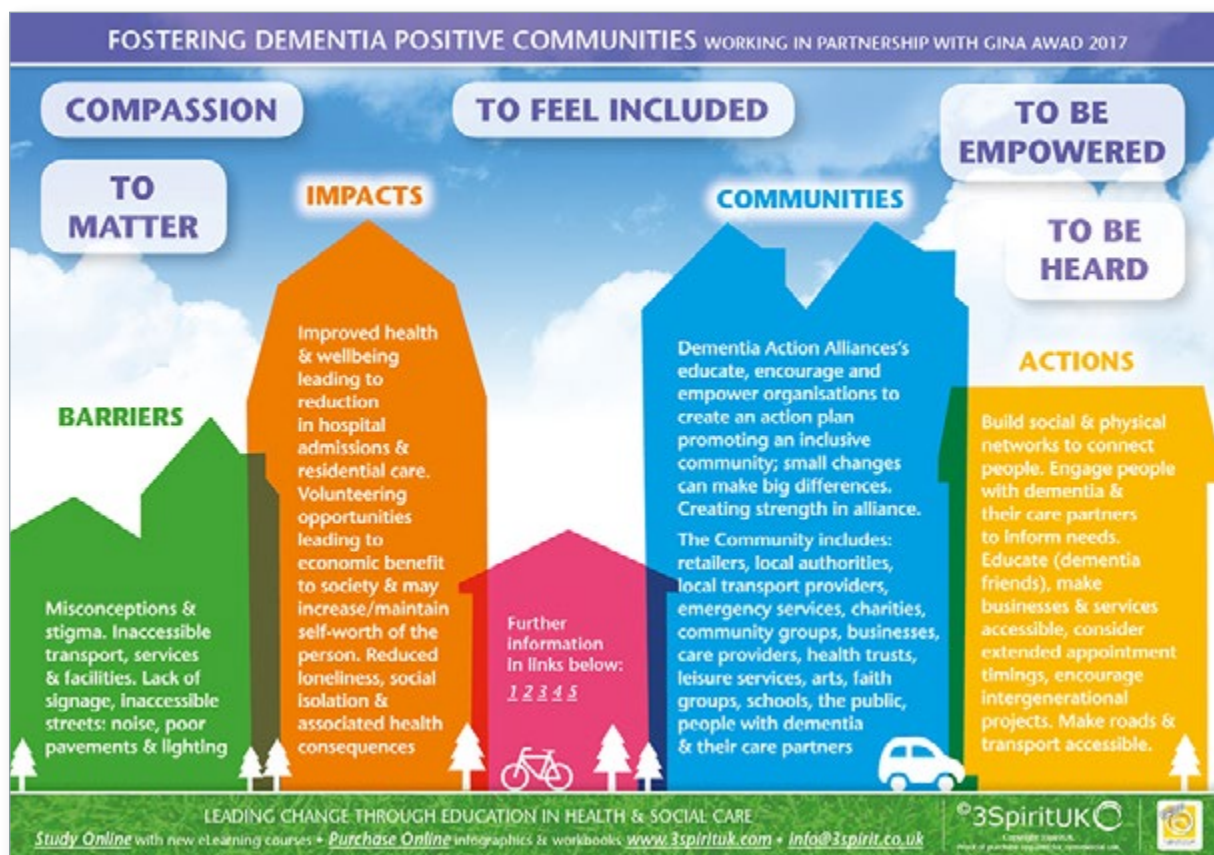 FOSTERING DEMENTIA POSITIVE COMMUNITIES WORKING IN PARTNERSHIP WITH GINA AWAD 2017
COMPASSION
TO FEEL INCLUDED
TO BE
EMPOWERED
TO
MATTER
TO BE
HEARD
BARRIERS
Misconceptions &
stigma. Inaccessible
transport, services
& facilities. Lack of
signage, inaccessible
streets: noise, poor
pavements & lighting
IMPACTS
Improved health
& wellbeing
leading to
reduction
in hospital
admissions &
residential care.
Volunteering
opportunities
leading to
economic benefit
to society & may
increase/maintain
self-worth of the
person. Reduced
loneliness, social
isolation &
associated health
consequences
Further
information
in links below:
1 2 3 4 5
COMMUNITIES
Dementia Action Alliances's
educate, encourage and
empower organisations to
create an action plan
promoting an inclusive
community; small changes
can make big differences.
Creating strength in alliance.
The Community includes:
retailers, local authorities,
local transport providers,
emergency services, charities,
community groups, businesses,
care providers, health trusts,
leisure services, arts, faith
groups, schools, the public,
people with dementia
& their care partners
ACTIONS
Build social & physical
networks to connect
people. Engage people
with dementia &
their care partners
to inform needs.
Educate (dementia
friends), make
businesses & services
accessible, consider
extended appointment
timings, encourage
intergenerational
projects. Make roads &
transport accessible.
LEADING CHANGE THROUGH EDUCATION IN HEALTH & SOCIAL CARE
Study Online with new eLearning courses • Purchase Online infographics & workbooks www.3spirituk.com • info@3spirit.co.uk
©3SpiritUK